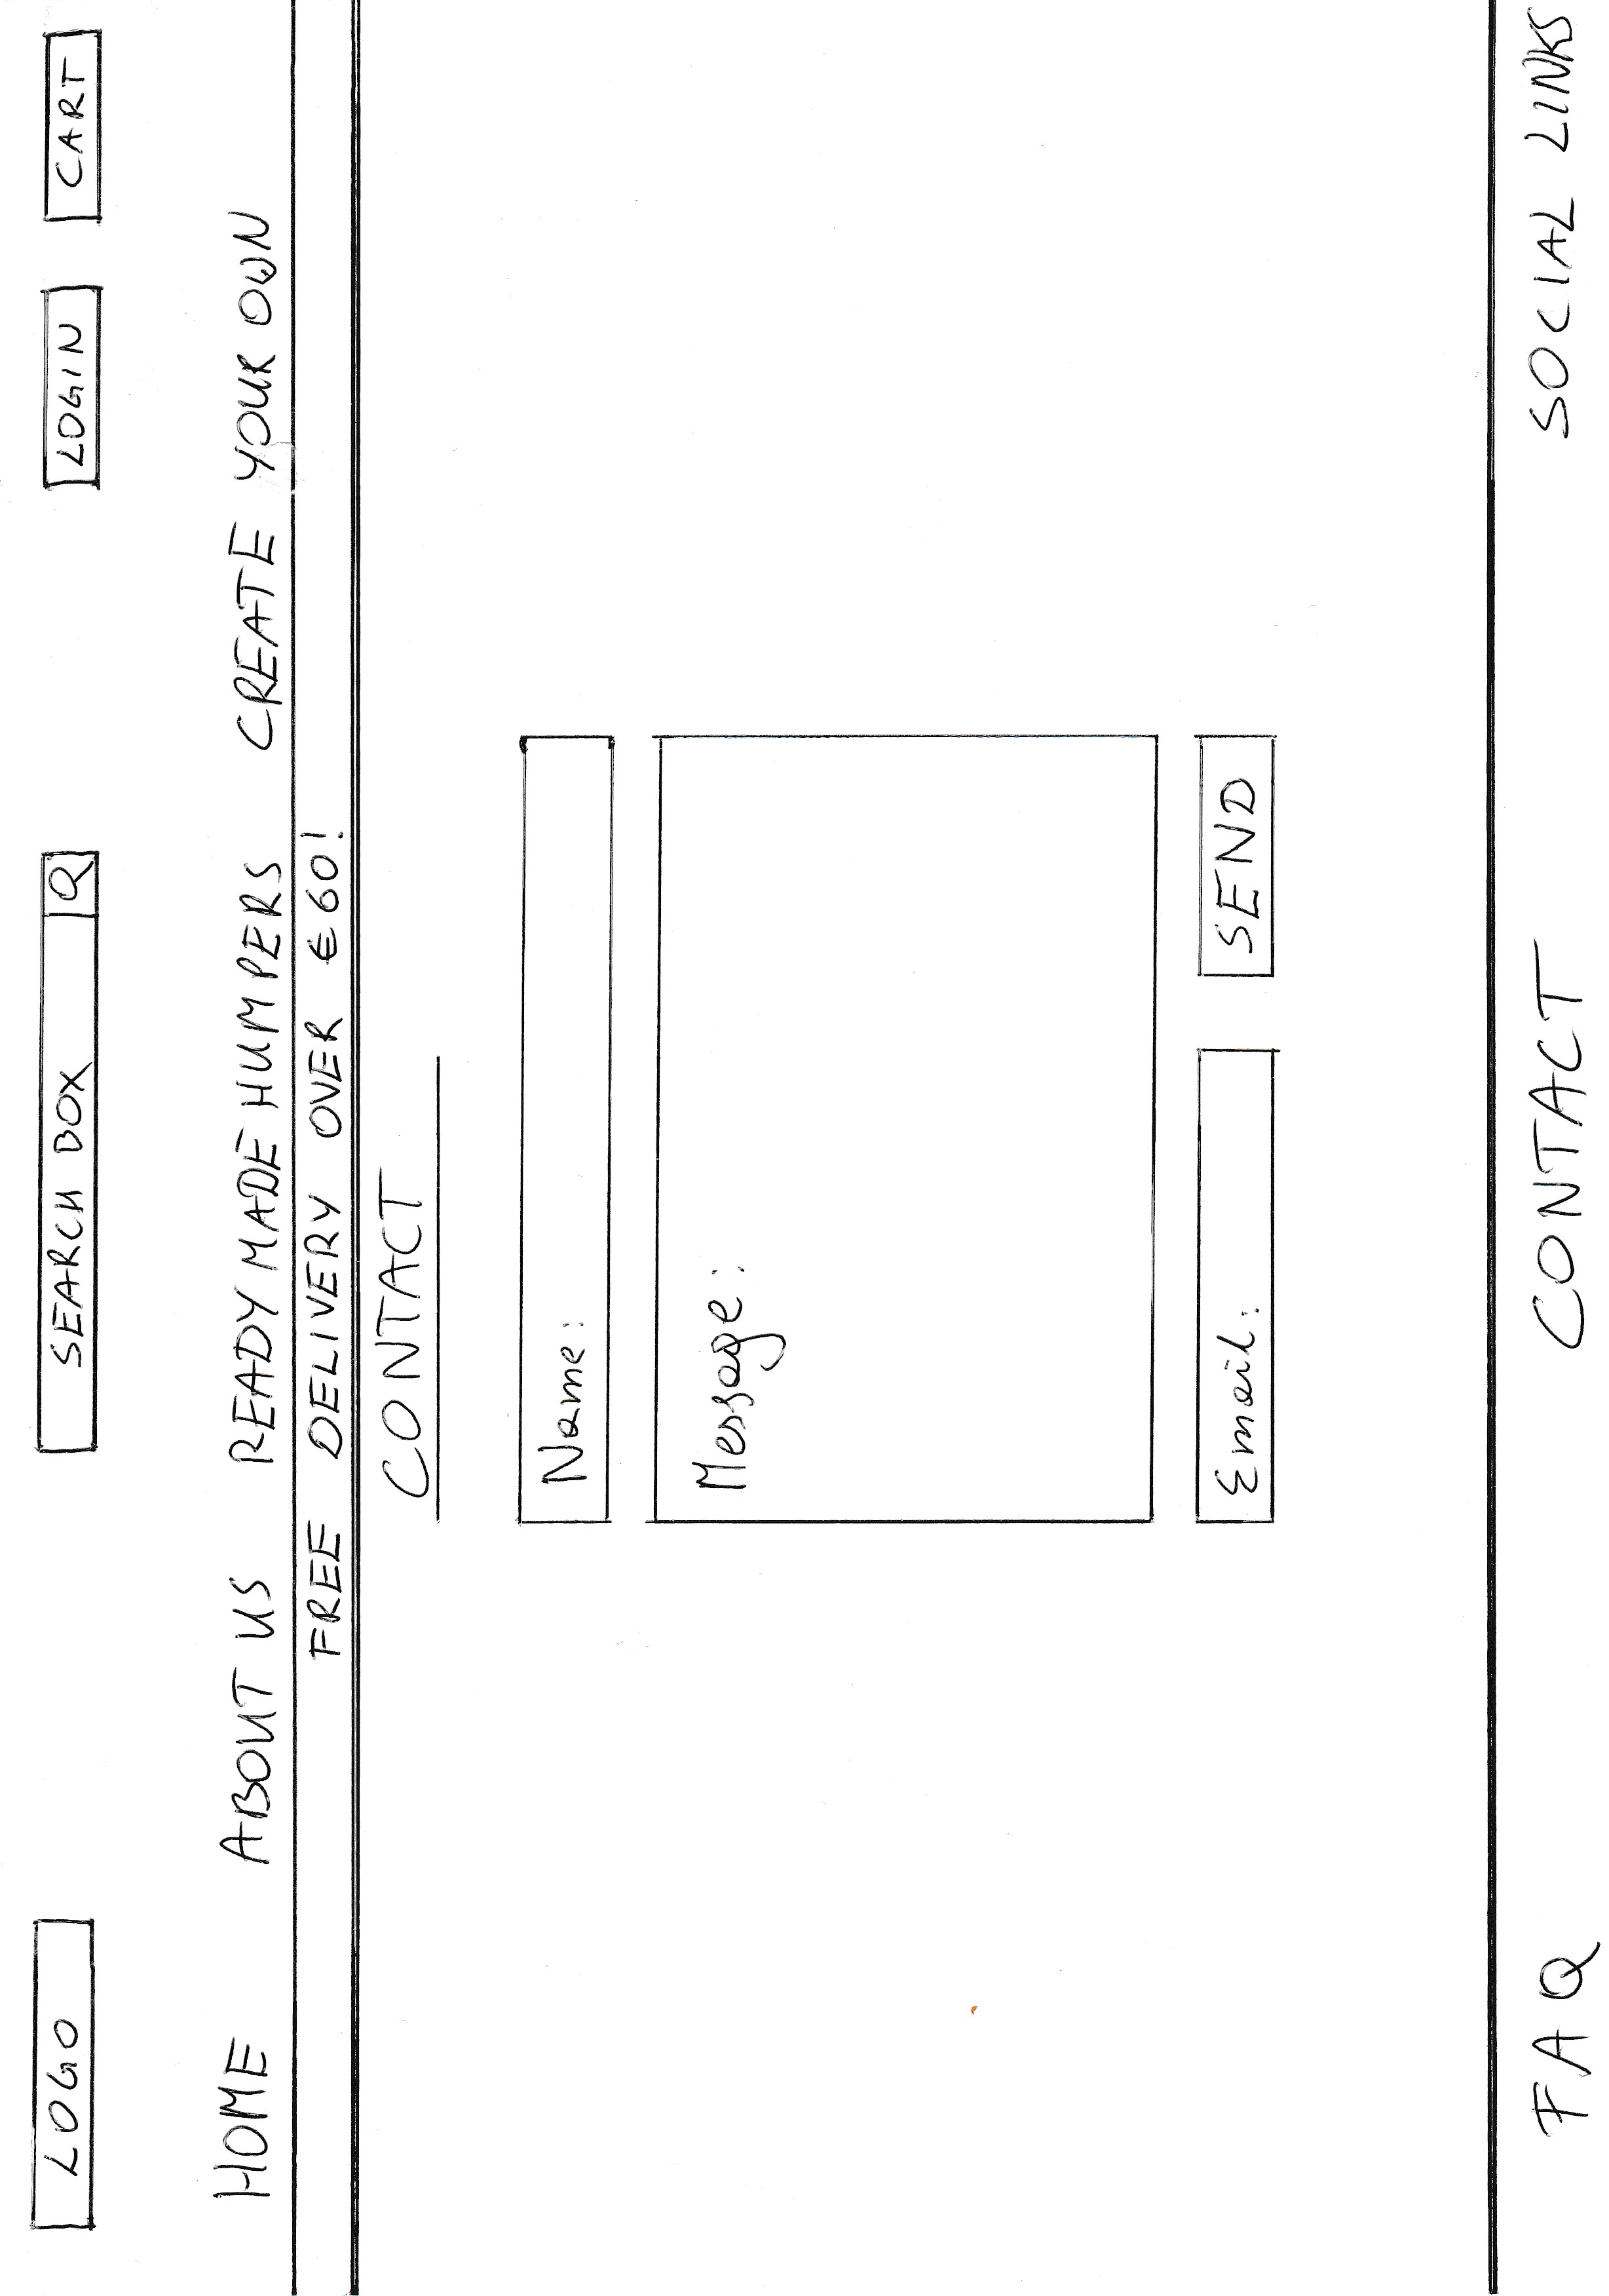 LOGO SEARCH BOX LOGIN CART
HOME ABOUT US READY MADE HUMPERS CREATE YOUR OWN
FREE DELIVERY OVER €60!
CONTACT
Name:
Message:
Email: SEND
FAQ CONTACT SOCIAL LINKS